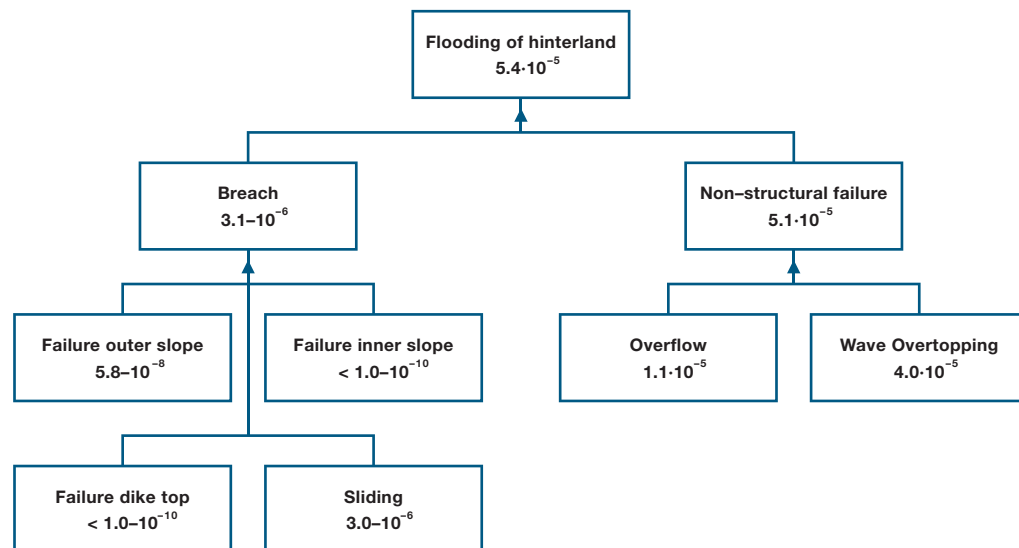 Flooding of hinterland
5.4·10⁻⁵
Breach
3.1–10⁻⁶
Non–structural failure
5.1·10⁻⁵
Failure outer slope
5.8–10⁻⁸
Failure inner slope
< 1.0–10⁻¹⁰
Overflow
1.1·10⁻⁵
Wave Overtopping
4.0·10⁻⁵
Failure dike top
< 1.0–10⁻¹⁰
Sliding
3.0–10⁻⁶